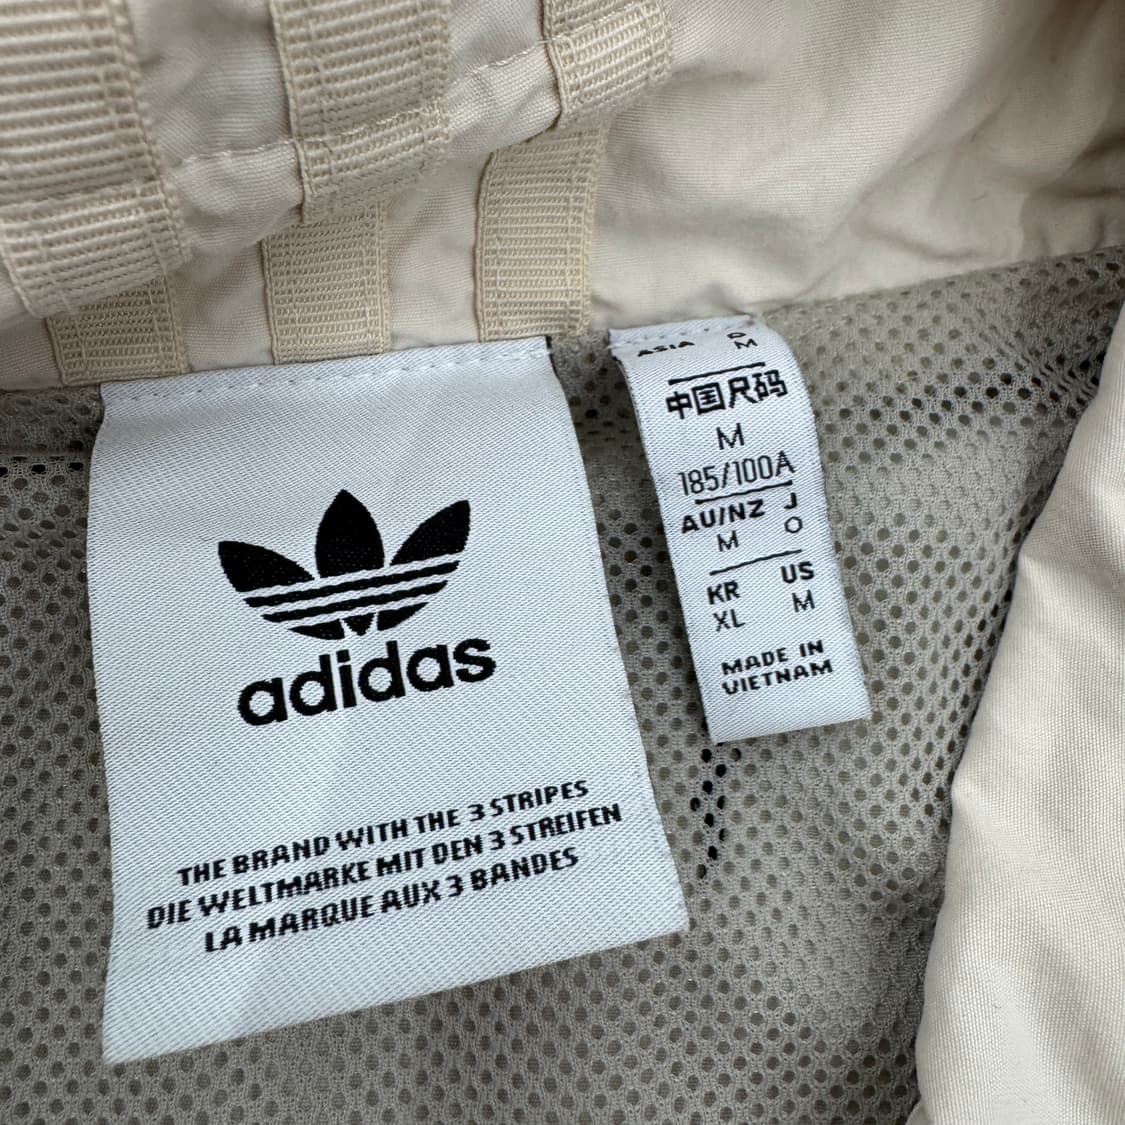 adidas
THE BRAND WITH THE 3 STRIPES
DIE WELTMARKE MIT DEN 3 STREIFEN
LA MARQUE AUX 3 BANDES
ASIA D
M
中国尺码
M
185/100A
AU/NZ J
M O
KR US
XL M
MADE IN
VIETNAM